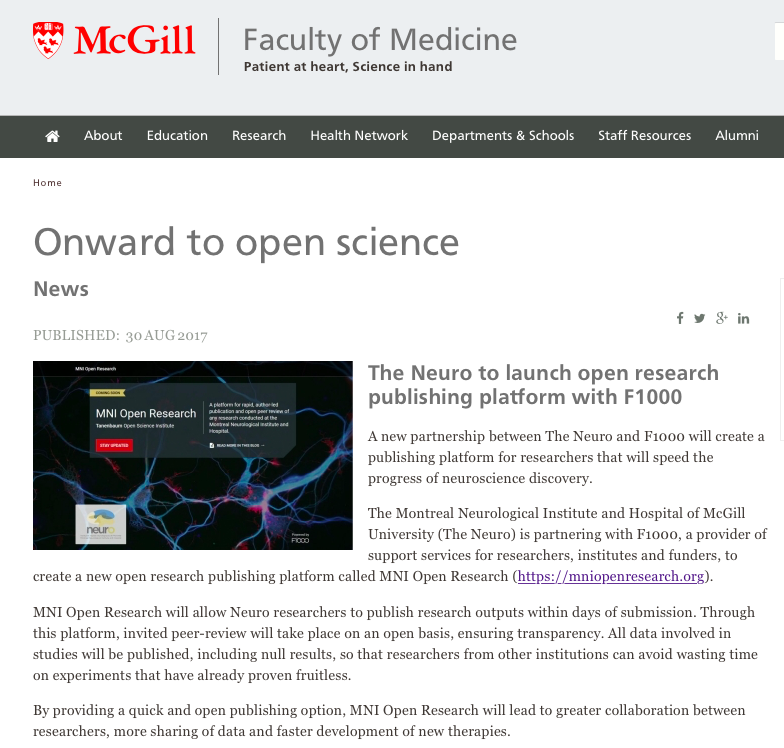 McGill
Faculty of Medicine
Patient at heart, Science in hand
About Education Research Health Network Departments & Schools Staff Resources Alumni
Home
Onward to open science
News
PUBLISHED: 30 AUG 2017
MNI Open Research
COMING SOON
MNI Open Research
Tanenbaum Open Science Institute
STAY UPDATED
A platform for rapid, author-led
publication and open peer review of
any research conducted at the
Montreal Neurological Institute and
Hospital.
READ MORE IN THIS BLOG
neuro
Powered by
F1000
The Neuro to launch open research
publishing platform with F1000
A new partnership between The Neuro and F1000 will create a
publishing platform for researchers that will speed the
progress of neuroscience discovery.
The Montreal Neurological Institute and Hospital of McGill
University (The Neuro) is partnering with F1000, a provider of
support services for researchers, institutes and funders, to
create a new open research publishing platform called MNI Open Research (https://mniopenresearch.org).
MNI Open Research will allow Neuro researchers to publish research outputs within days of submission. Through
this platform, invited peer-review will take place on an open basis, ensuring transparency. All data involved in
studies will be published, including null results, so that researchers from other institutions can avoid wasting time
on experiments that have already proven fruitless.
By providing a quick and open publishing option, MNI Open Research will lead to greater collaboration between
researchers, more sharing of data and faster development of new therapies.